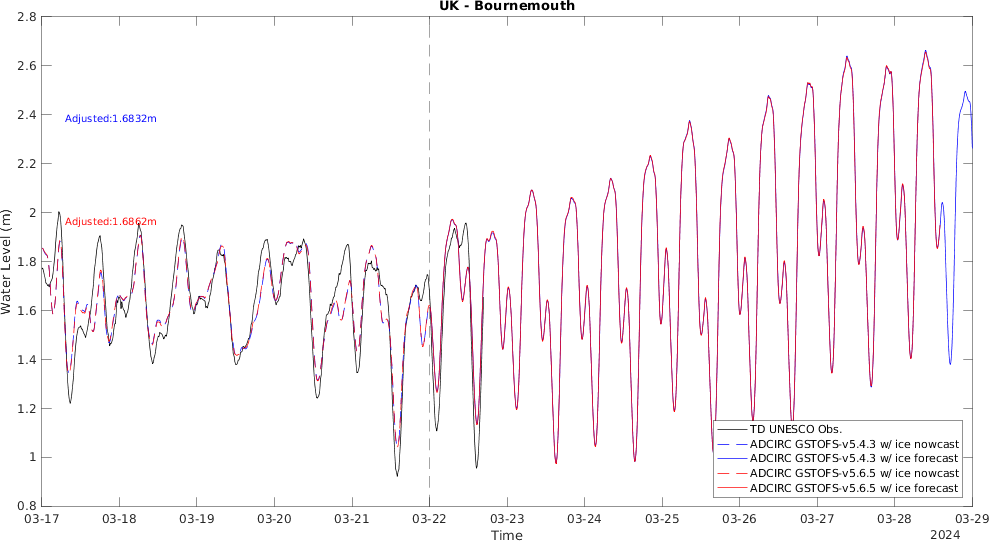 UK - Bournemouth
2.8
2.6
2.4
2.2
2
1.8
1.6
1.4
1.2
1
0.8
Water Level (m)
Adjusted:1.6832m
Adjusted:1.6862m
TD UNESCO Obs.
ADCIRC GSTOFS-v5.4.3 w/ ice nowcast
ADCIRC GSTOFS-v5.4.3 w/ ice forecast
ADCIRC GSTOFS-v5.6.5 w/ ice nowcast
ADCIRC GSTOFS-v5.6.5 w/ ice forecast
03-17 03-18 03-19 03-20 03-21 03-22 03-23 03-24 03-25 03-26 03-27 03-28 03-29
Time
2024